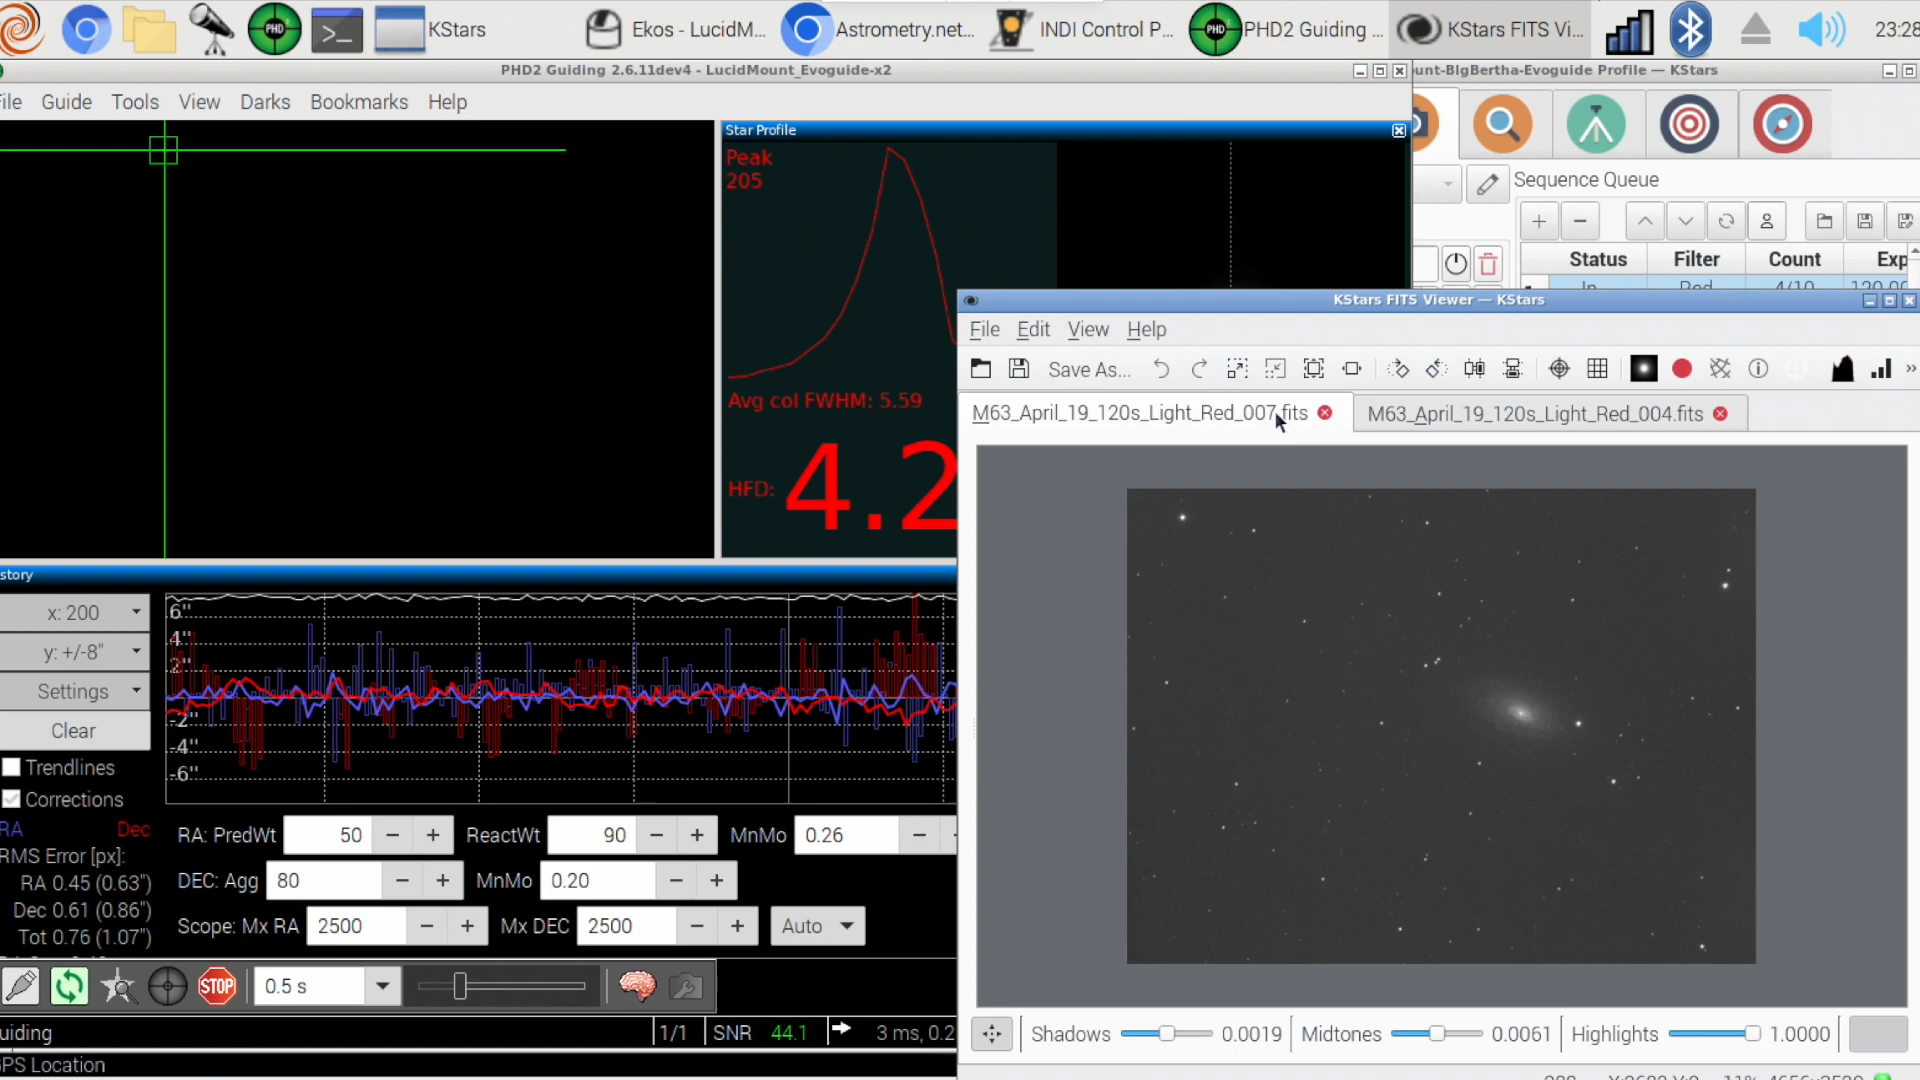 KStars
Ekos - LucidM...
Astrometry.net...
INDI Control P...
PHD2 Guiding ...
KStars FITS Vi...
23:28
PHD2 Guiding 2.6.11dev4 - LucidMount_Evoguide-x2
unt-BIgBertha-Evoguide Profile — KStars
ile Guide Tools View Darks Bookmarks Help
Star Profile
Peak
205
Avg col FWHM: 5.59
HFD: 4.2
Sequence Queue
Status Filter Count Exp
Red 4/10 120.00
KStars FITS Viewer — KStars
File Edit View Help
Save As...
M63_April_19_120s_Light_Red_007.fits
M63_April_19_120s_Light_Red_004.fits
story
x: 200
y: +/-8"
Settings
Clear
Trendlines
Corrections
RA Dec
RMS Error [px]:
RA 0.45 (0.63")
Dec 0.61 (0.86")
Tot 0.76 (1.07")
6"
4"
2"
-2"
-4"
-6"
RA: PredWt 50 - + ReactWt 90 - + MnMo 0.26 -
DEC: Agg 80 - + MnMo 0.20 - +
Scope: Mx RA 2500 - + Mx DEC 2500 - + Auto
STOP
0.5 s
uiding
1/1
SNR 44.1
3 ms, 0.2
PS Location
Shadows 0.0019
Midtones 0.0061
Highlights 1.0000